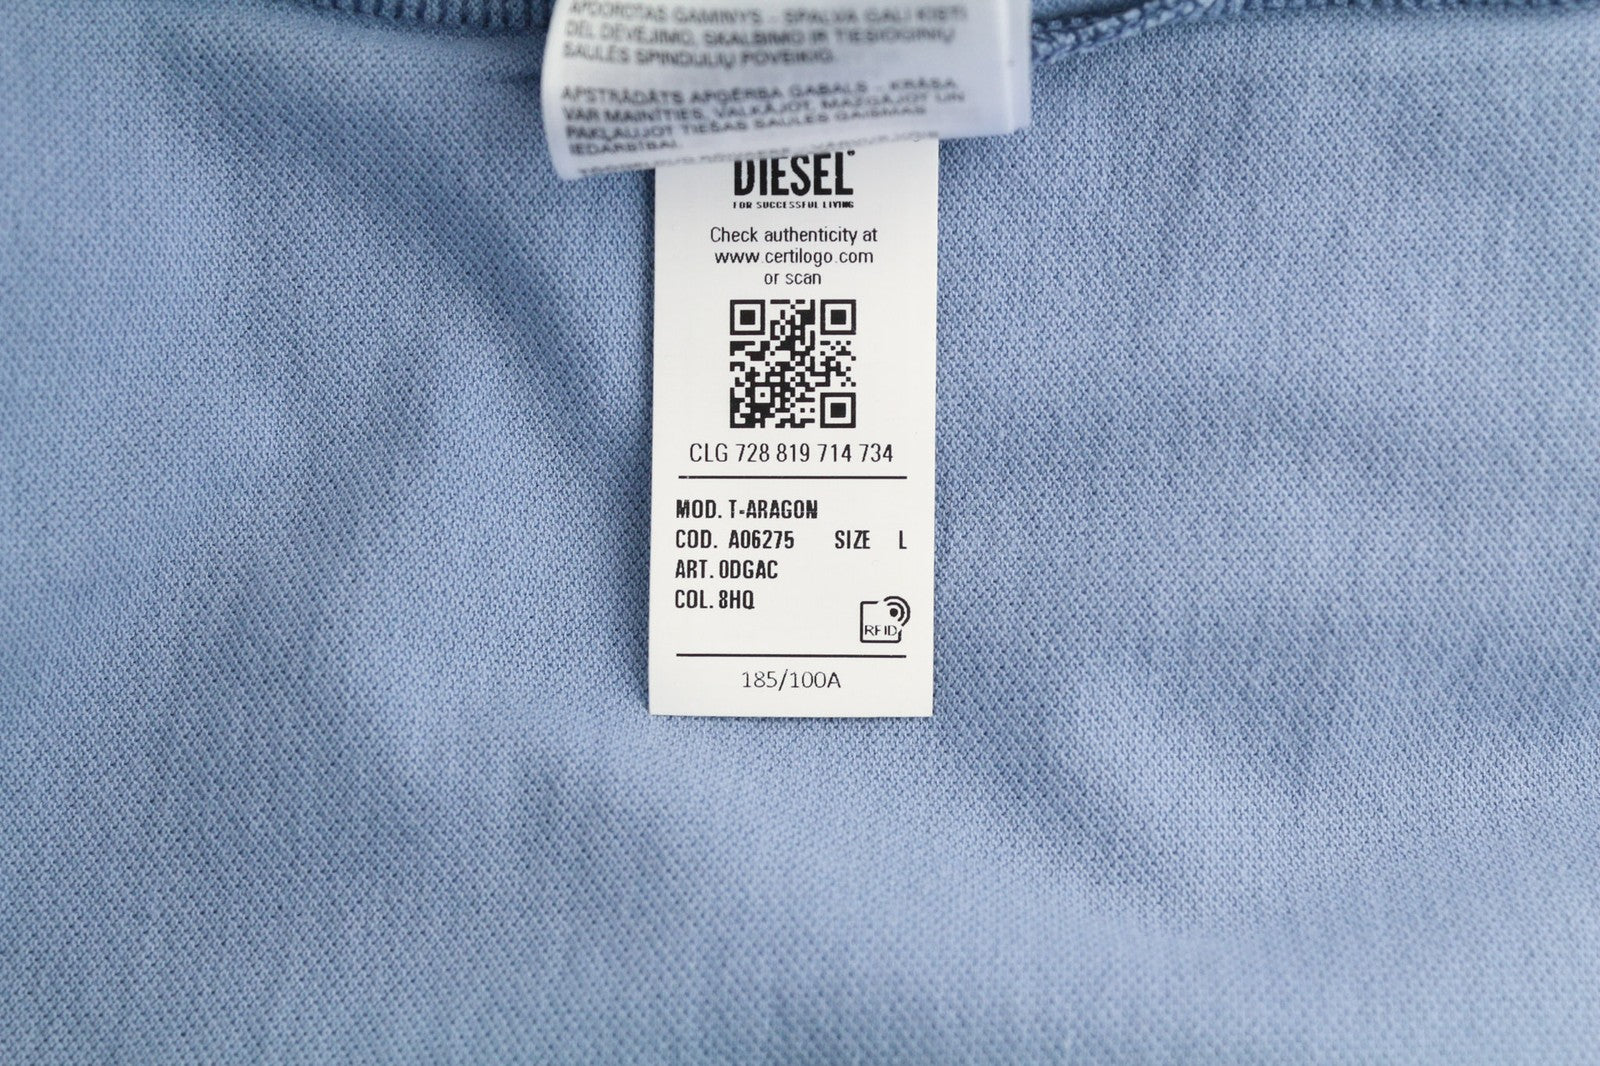 APDOROTAS GAMINYS - SPALVA GALI KISTI
DĖL DĖVĖJIMO, SKALBIMO IR TIESIOGINIŲ
SAULĖS SPINDULIŲ POVEIKIO.
APSTRĀDĀTS APĢĒRBA GABALS - KRĀSA
VAR MAINĪTIES, VALKĀJOT, MAZGĀJOT UN
PAKĻAUJOT TIEŠAS SAULES GAISMAS
IEDARBĪBAI.
DIESEL
FOR SUCCESSFUL LIVING
Check authenticity at
www.certilogo.com
or scan
CLG 728 819 714 734
MOD. T-ARAGON
COD. A06275 SIZE L
ART. 0DGAC
COL. 8HQ
RFID
185/100A